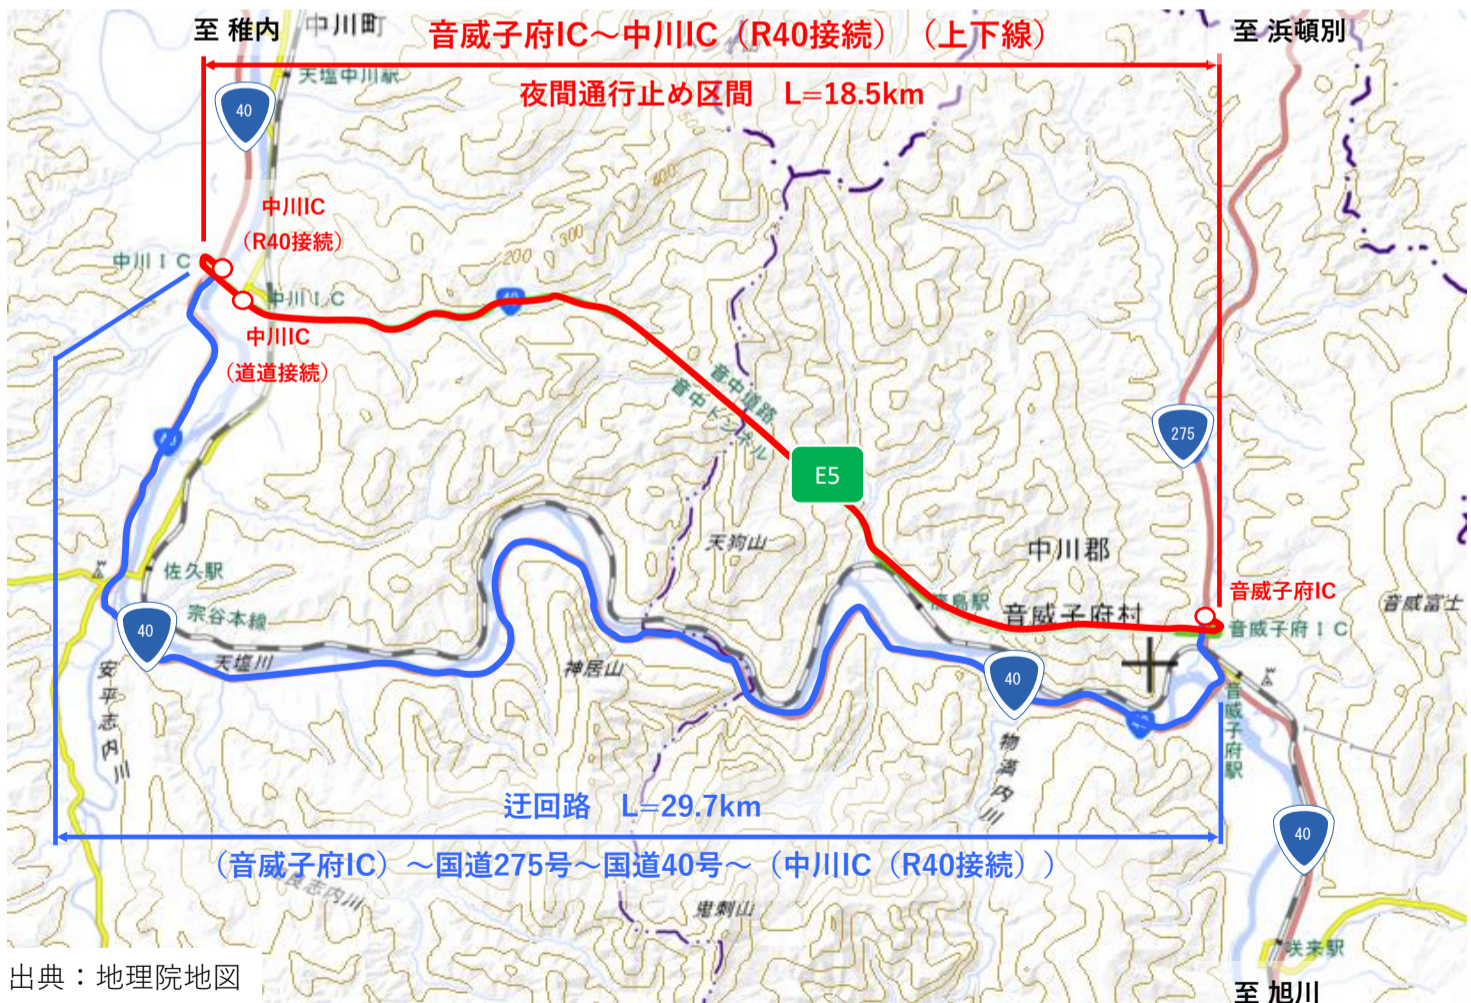 至 稚内
中川町
音威子府IC～中川IC（R40接続）（上下線）
至 浜頓別
天塩中川駅
夜間通行止め区間　L=18.5km
40
400
中川IC
（R40接続）
200
300
中川ＩＣ
中川ＩＣ
中川IC
（道道接続）
音中道路
音中トンネル
E5
275
天狗山
中川郡
佐久駅
宗谷本線
音威子府村
音威子府IC
音威子府ＩＣ
音威富士
40
天塩川
神居山
40
安平志内川
音威子府駅
物満内川
迂回路　L=29.7km
40
（音威子府IC）～国道275号～国道40号～（中川IC（R40接続））
鬼刺山
咲来駅
出典：地理院地図
至 旭川